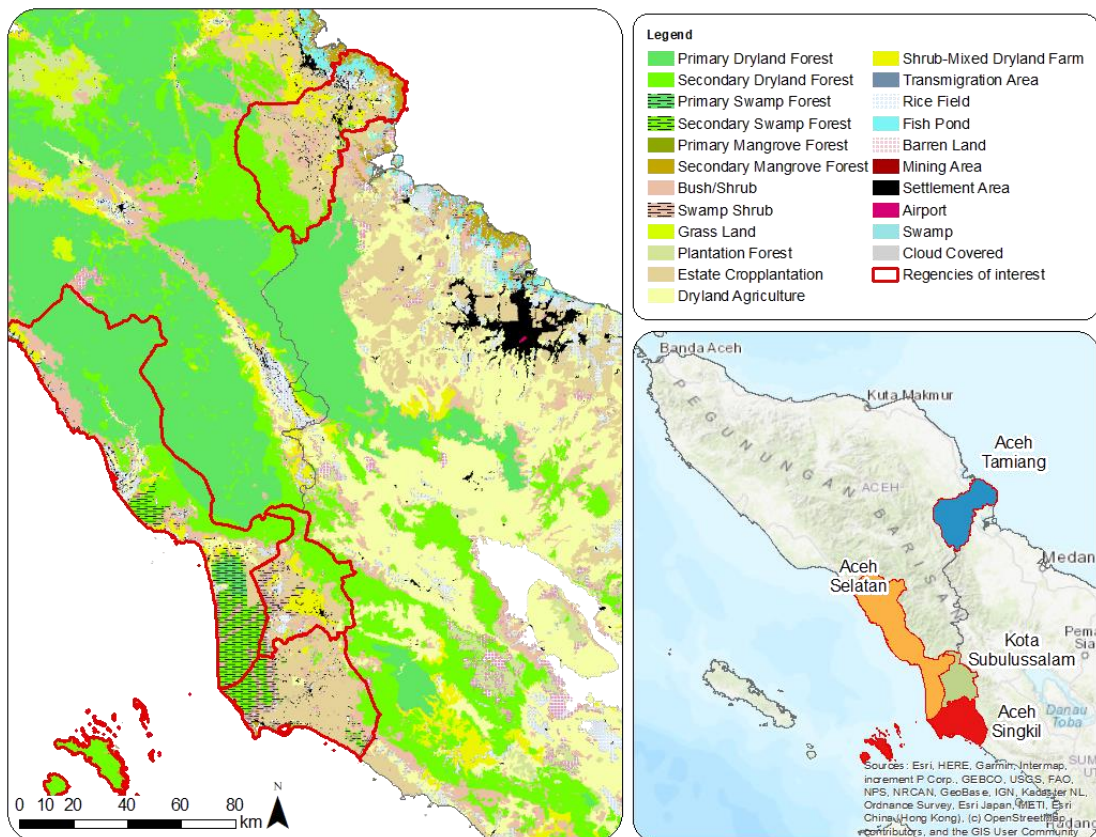 0 10 20 40 60 80
km
N
Legend
Primary Dryland Forest
Secondary Dryland Forest
Primary Swamp Forest
Secondary Swamp Forest
Primary Mangrove Forest
Secondary Mangrove Forest
Bush/Shrub
Swamp Shrub
Grass Land
Plantation Forest
Estate Cropplantation
Dryland Agriculture
Shrub-Mixed Dryland Farm
Transmigration Area
Rice Field
Fish Pond
Barren Land
Mining Area
Settlement Area
Airport
Swamp
Cloud Covered
Regencies of interest
Banda Aceh
Kuta Makmur
PEGUNUNGAN BARISAN
ACEH
Aceh
Tamiang
Medan
Aceh
Selatan
Kota
Subulussalam
Pema
Sia
Danau
Toba
Aceh
Singkil
SUM
UT
Sources: Esri, HERE, Garmin, Intermap,
increment P Corp., GEBCO, USGS, FAO,
NPS, NRCAN, GeoBase, IGN, Kadaster NL,
Ordnance Survey, Esri Japan, METI, Esri
China (Hong Kong), (c) OpenStreetMap
contributors, and the GIS User Community